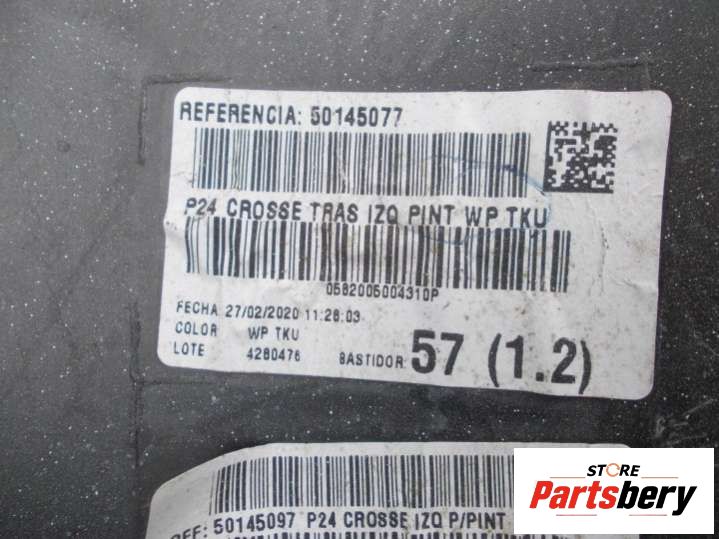 REFERENCIA: 50145077
P24 CROSSE TRAS IZQ PINT WP TKU
0582005004310P
FECHA 27/02/2020 11:28:03
COLOR WP TKU
LOTE 4280476 BASTIDOR: 57 (1.2)
REF: 50145097 P24 CROSSE IZQ P/PINT
STORE
Partsbery